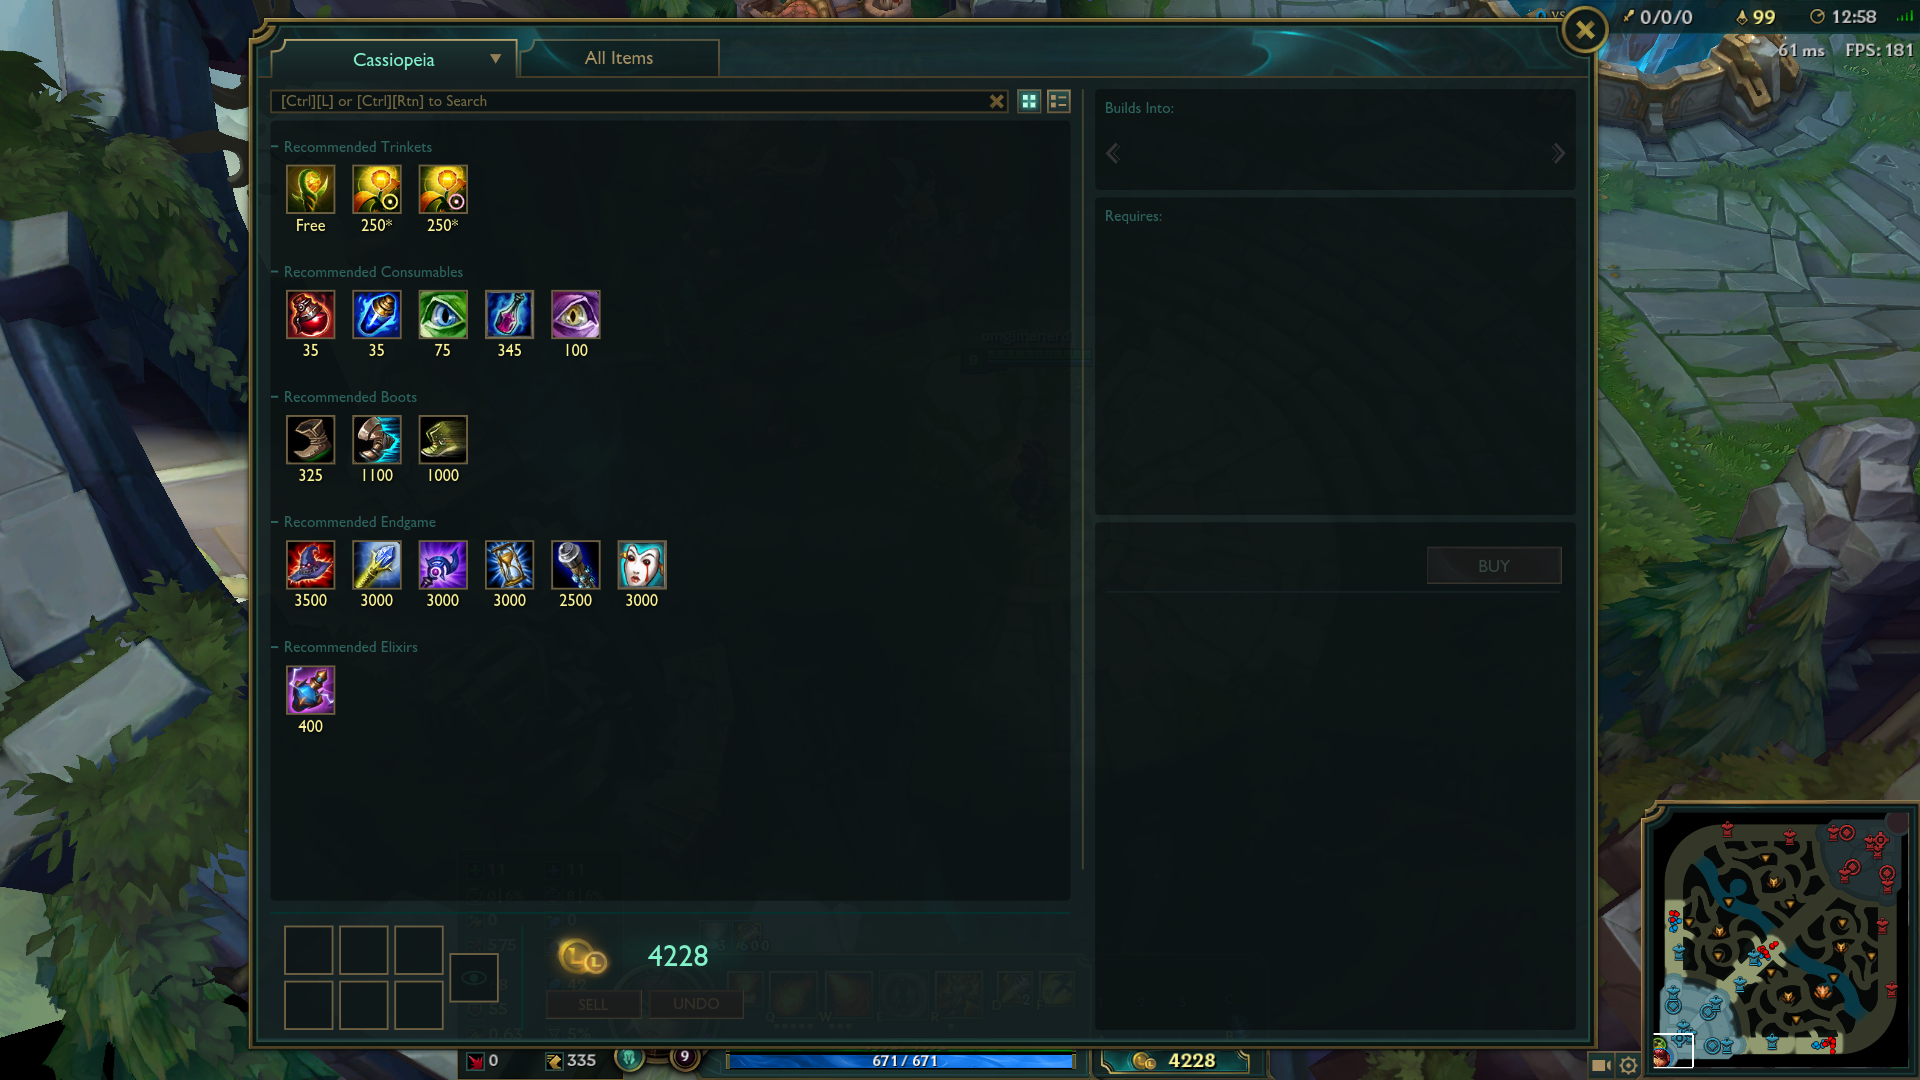 VS 0/0/0 99 12:58
61 ms FPS: 181
Cassiopeia
All Items
[Ctrl][L] or [Ctrl][Rtn] to Search
Recommended Trinkets
Free 250* 250*
Recommended Consumables
35 35 75 345 100
Recommended Boots
325 1100 1000
Recommended Endgame
3500 3000 3000 3000 2500 3000
Recommended Elixirs
400
Builds Into:
Requires:
BUY
4228
SELL UNDO
0 335 9 671 / 671 4228